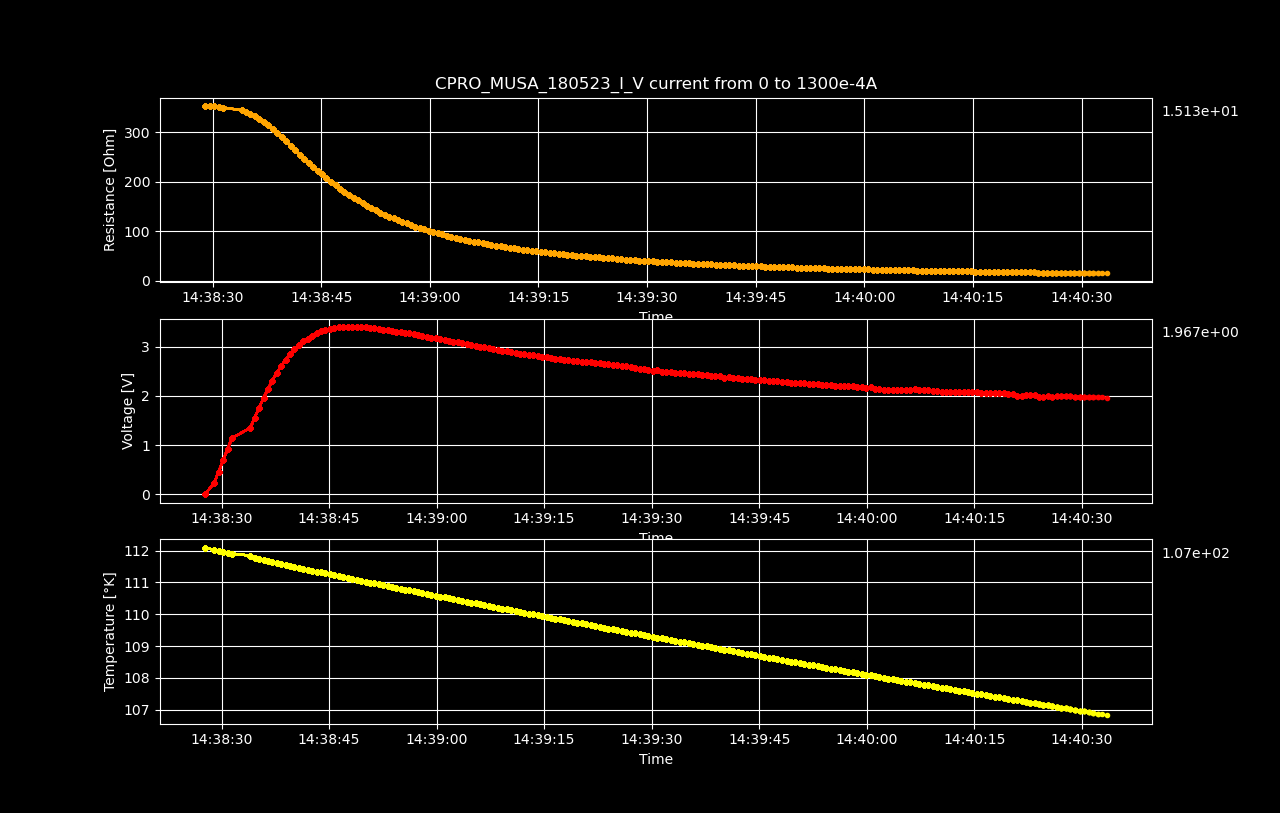 CPRO_MUSA_180523_I_V current from 0 to 1300e-4A
1.513e+01
Resistance [Ohm]
300
200
100
0
14:38:30 14:38:45 14:39:00 14:39:15 14:39:30 14:39:45 14:40:00 14:40:15 14:40:30
Time
1.967e+00
Voltage [V]
3
2
1
0
14:38:30 14:38:45 14:39:00 14:39:15 14:39:30 14:39:45 14:40:00 14:40:15 14:40:30
Time
1.07e+02
Temperature [°K]
112
111
110
109
108
107
14:38:30 14:38:45 14:39:00 14:39:15 14:39:30 14:39:45 14:40:00 14:40:15 14:40:30
Time